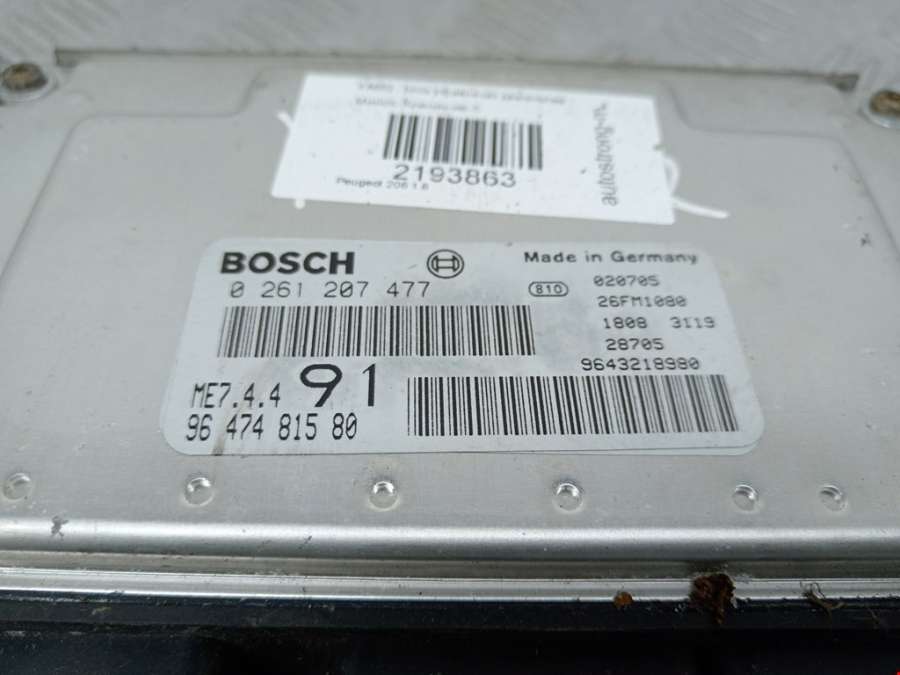 2193863
Peugeot 206 1.6
autostrong-m.
BOSCH
Made in Germany
0 261 207 477
810
020705
26FM1080
1808 3119
28705
9643218980
ME7.4.4 91
96 474 815 80